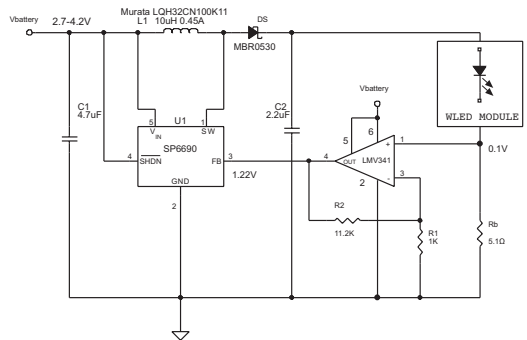 Murata LQH32CN100K11
Vbattery
2.7-4.2V
L1 10uH 0.45A
DS
MBR0530
C1
4.7uF
U1
5
1
V IN
SW
SP6690
4
SHDN
FB
3
1.22V
GND
2
C2
2.2uF
Vbattery
5
6
4
OUT
LMV341
+
1
-
3
2
R2
11.2K
R1
1K
WLED MODULE
0.1V
Rb
5.1Ω